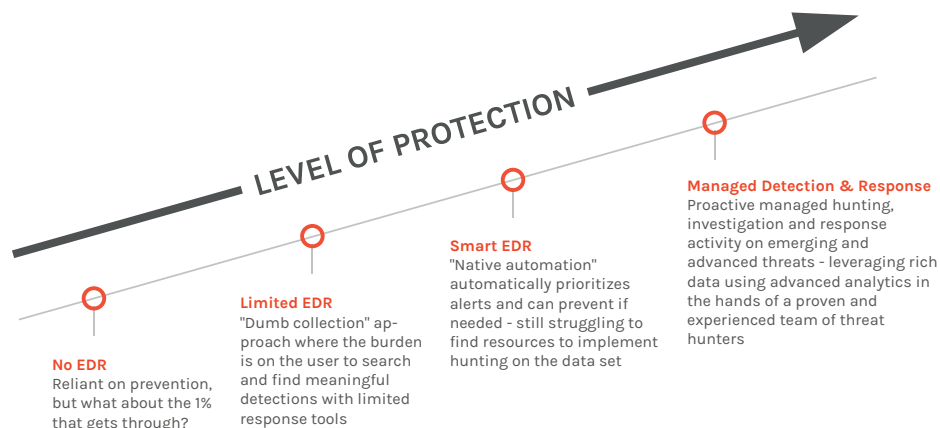 LEVEL OF PROTECTION
No EDR
Reliant on prevention,
but what about the 1%
that gets through?
Limited EDR
"Dumb collection" ap-
proach where the burden
is on the user to search
and find meaningful
detections with limited
response tools
Smart EDR
"Native automation"
automatically prioritizes
alerts and can prevent if
needed - still struggling to
find resources to implement
hunting on the data set
Managed Detection & Response
Proactive managed hunting,
investigation and response
activity on emerging and
advanced threats - leveraging rich
data using advanced analytics in
the hands of a proven and
experienced team of threat
hunters